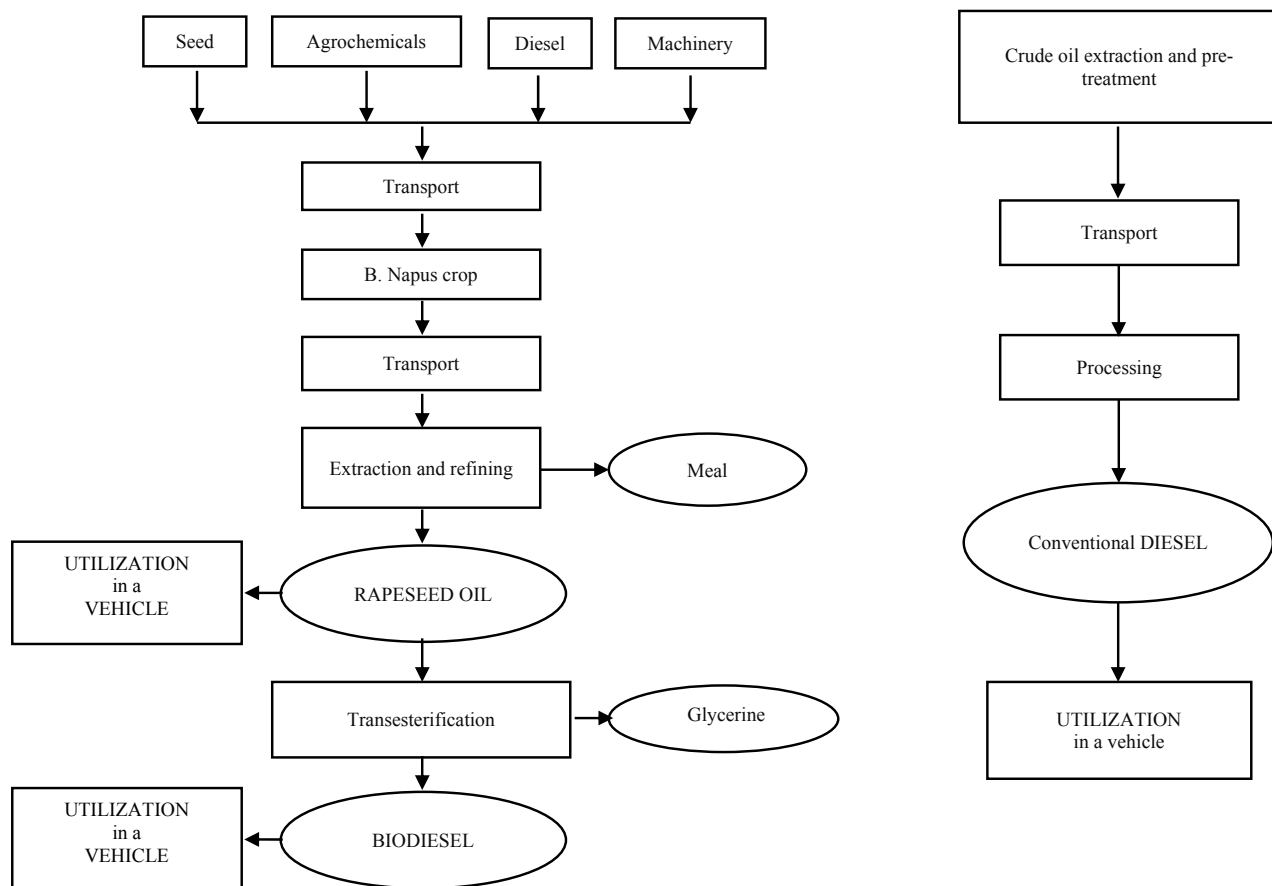 Seed
Agrochemicals
Diesel
Machinery
Transport
B. Napus crop
Transport
Extraction and refining
Meal
UTILIZATION
in a
VEHICLE
RAPESEED OIL
Transesterification
Glycerine
UTILIZATION
in a
VEHICLE
BIODIESEL
Crude oil extraction and pre-
treatment
Transport
Processing
Conventional DIESEL
UTILIZATION
in a vehicle